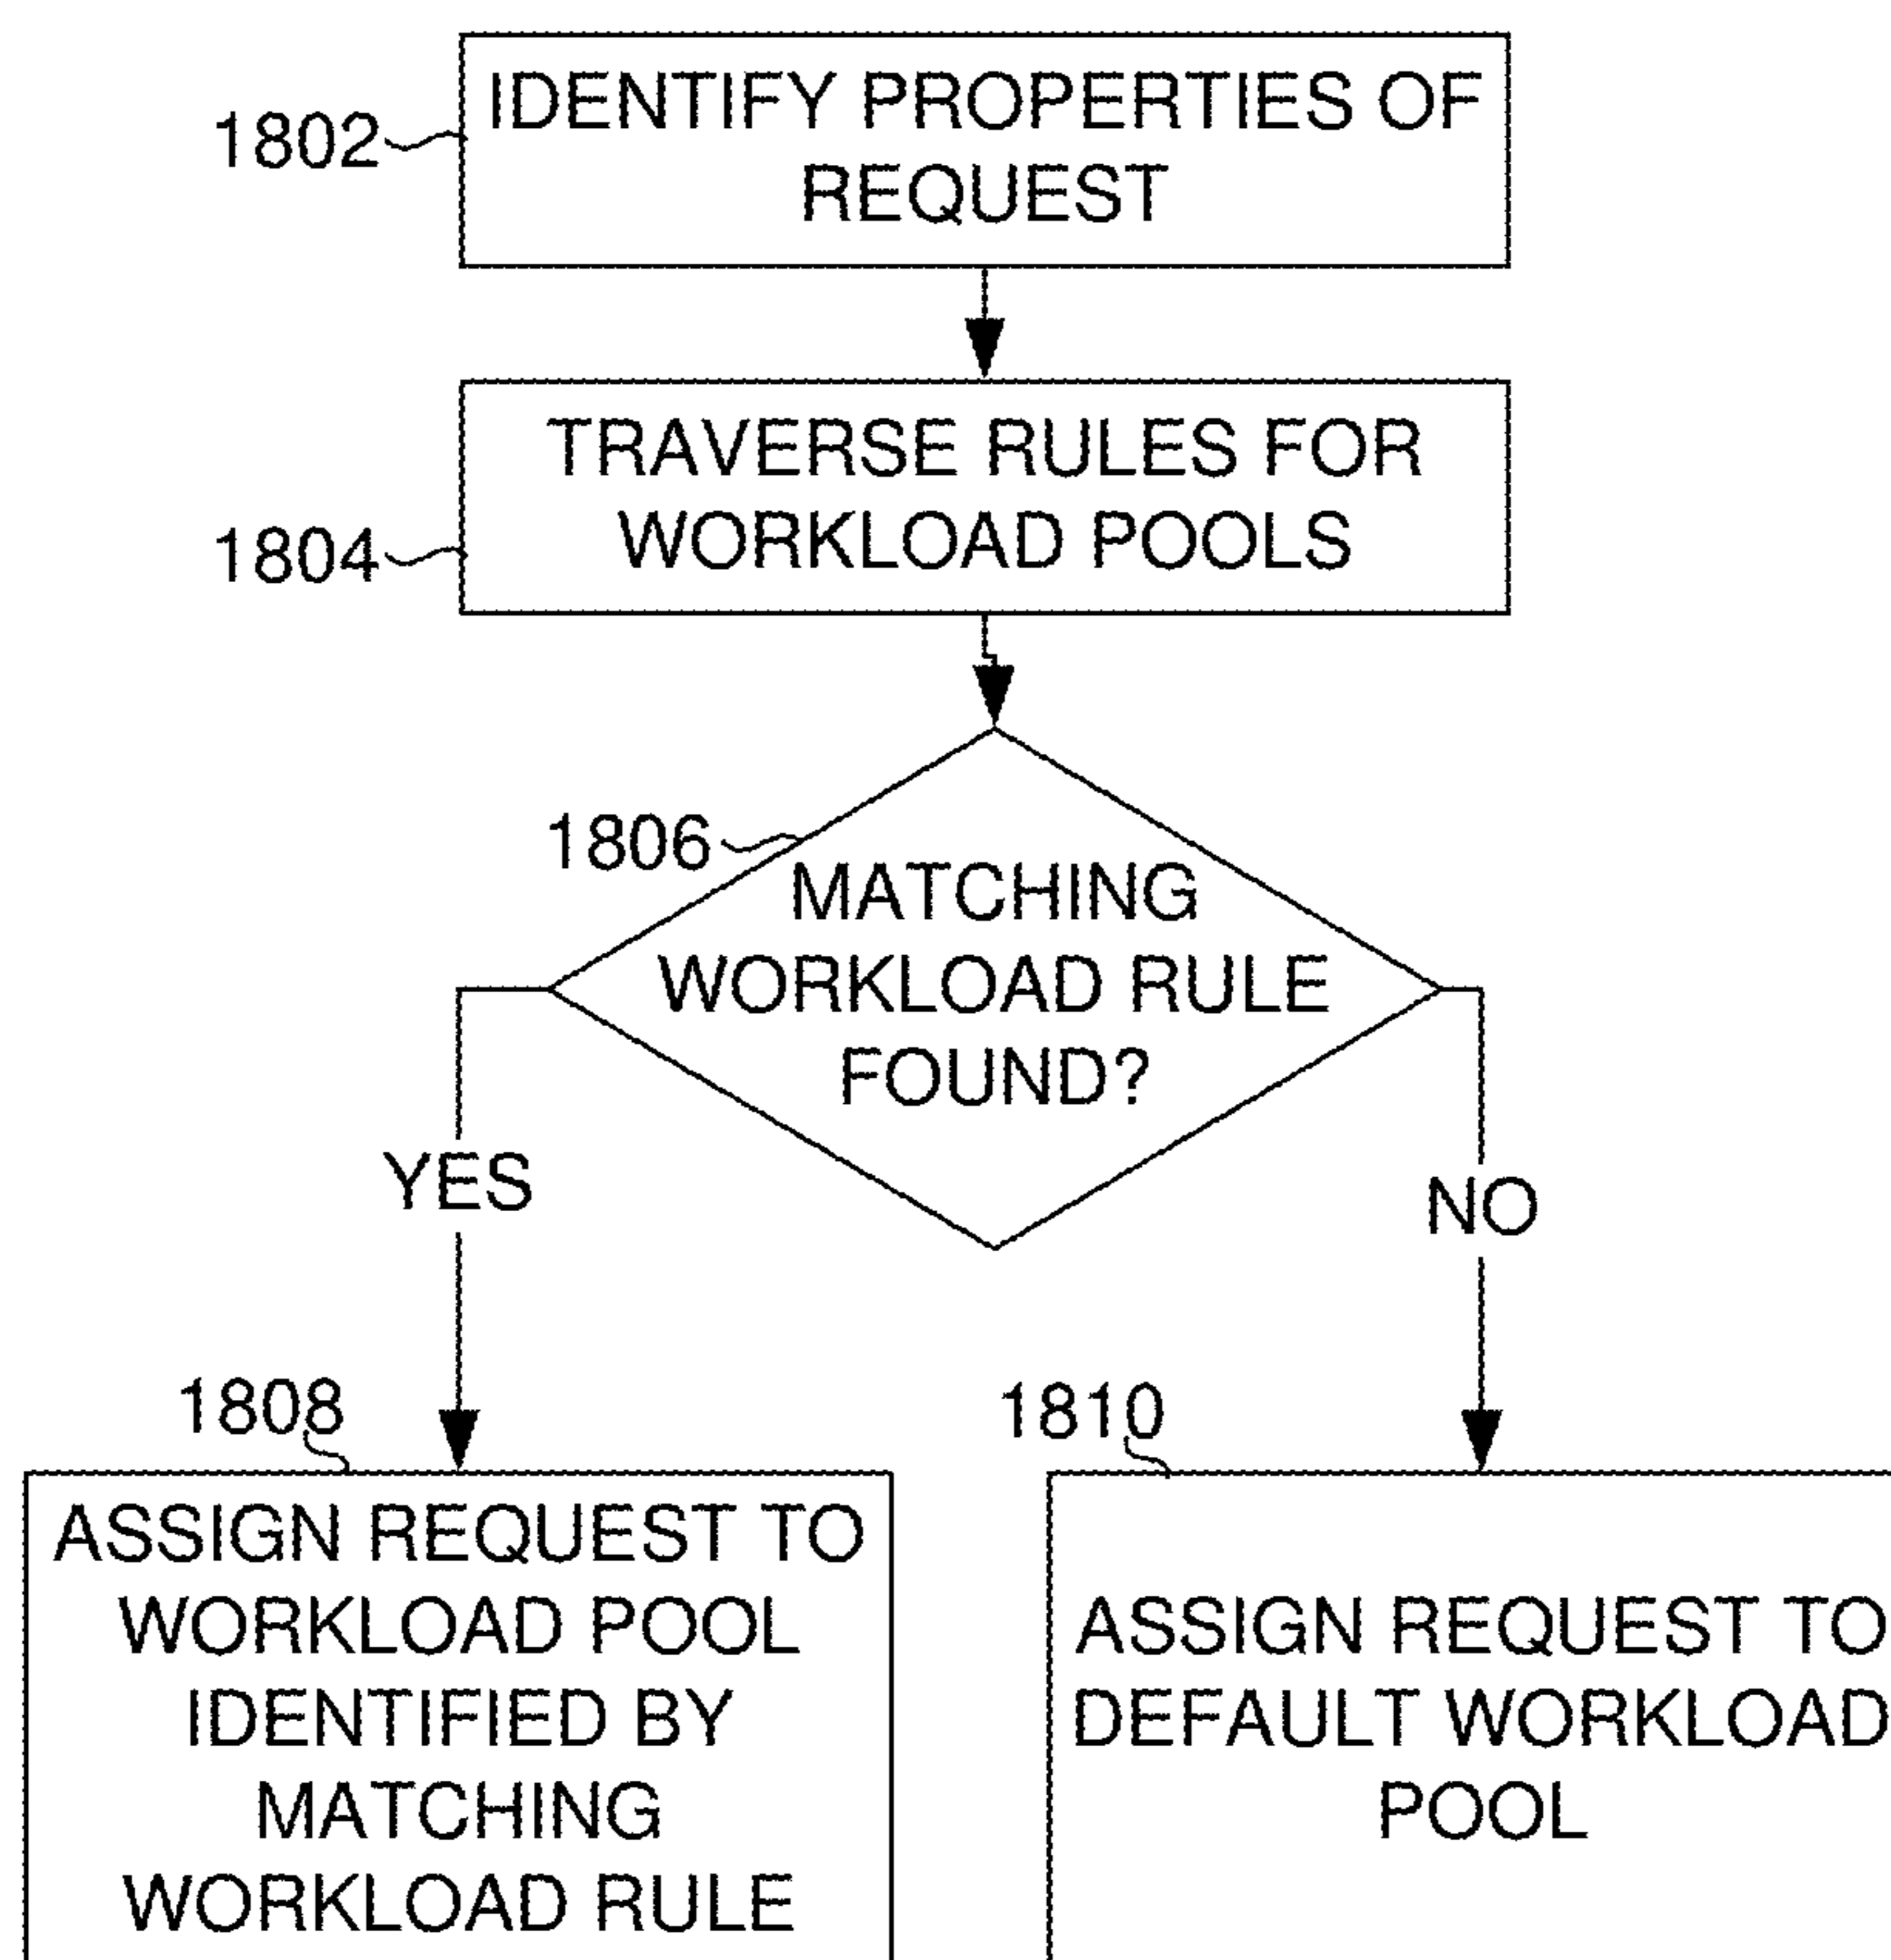 IDENTIFY PROPERTIES OF
REQUEST
1802
TRAVERSE RULES FOR
WORKLOAD POOLS
1804
1806
MATCHING
WORKLOAD RULE
FOUND?
YES
NO
1808
ASSIGN REQUEST TO
WORKLOAD POOL
IDENTIFIED BY
MATCHING
WORKLOAD RULE
1810
ASSIGN REQUEST TO
DEFAULT WORKLOAD
POOL